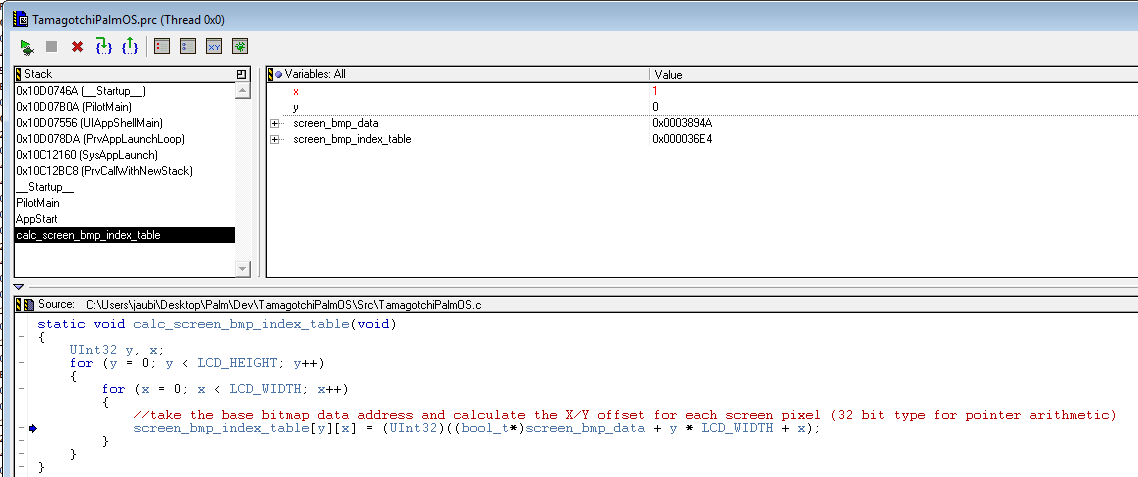 TamagotchiPalmOS.prc (Thread 0x0)
Stack
0x10D0746A (__Startup__)
0x10D07B0A (PilotMain)
0x10D07556 (UIAppShellMain)
0x10D078DA (PrvAppLaunchLoop)
0x10C12160 (SysAppLaunch)
0x10C12BC8 (PrvCallWithNewStack)
__Startup__
PilotMain
AppStart
calc_screen_bmp_index_table
Variables: All Value
x 1
y 0
screen_bmp_data 0x0003894A
screen_bmp_index_table 0x000036E4
Source: C:\Users\jaubi\Desktop\Palm\Dev\TamagotchiPalmOS\Src\TamagotchiPalmOS.c
static void calc_screen_bmp_index_table(void)
{
UInt32 y, x;
for (y = 0; y < LCD_HEIGHT; y++)
{
for (x = 0; x < LCD_WIDTH; x++)
{
//take the base bitmap data address and calculate the X/Y offset for each screen pixel (32 bit type for pointer arithmetic)
screen_bmp_index_table[y][x] = (UInt32)((bool_t*)screen_bmp_data + y * LCD_WIDTH + x);
}
}
}